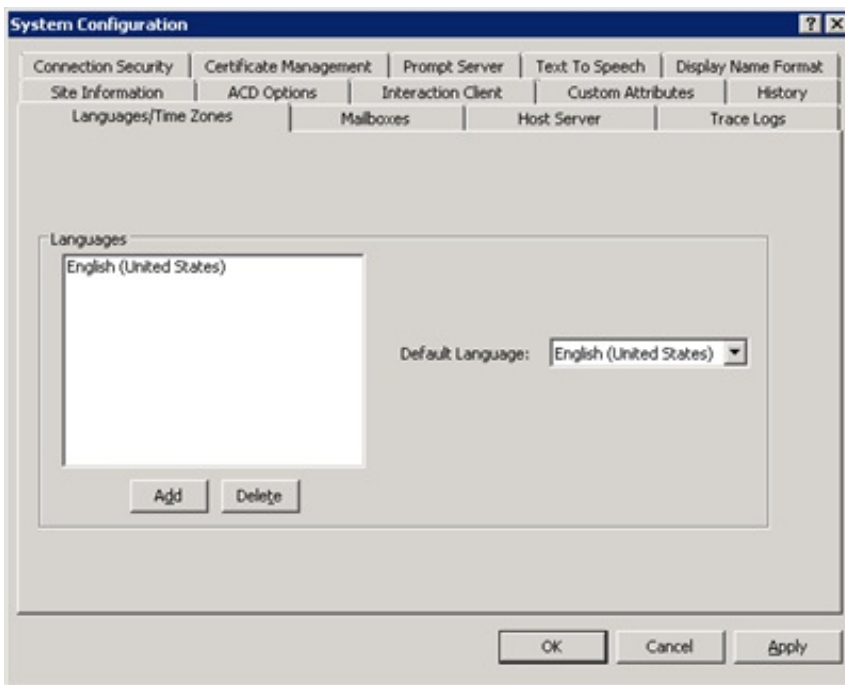 System Configuration
Connection Security
Certificate Management
Prompt Server
Text To Speech
Display Name Format
Site Information
ACD Options
Interaction Client
Custom Attributes
History
Languages/Time Zones
Mailboxes
Host Server
Trace Logs
Languages
English (United States)
Default Language:
English (United States)
Add
Delete
OK
Cancel
Apply